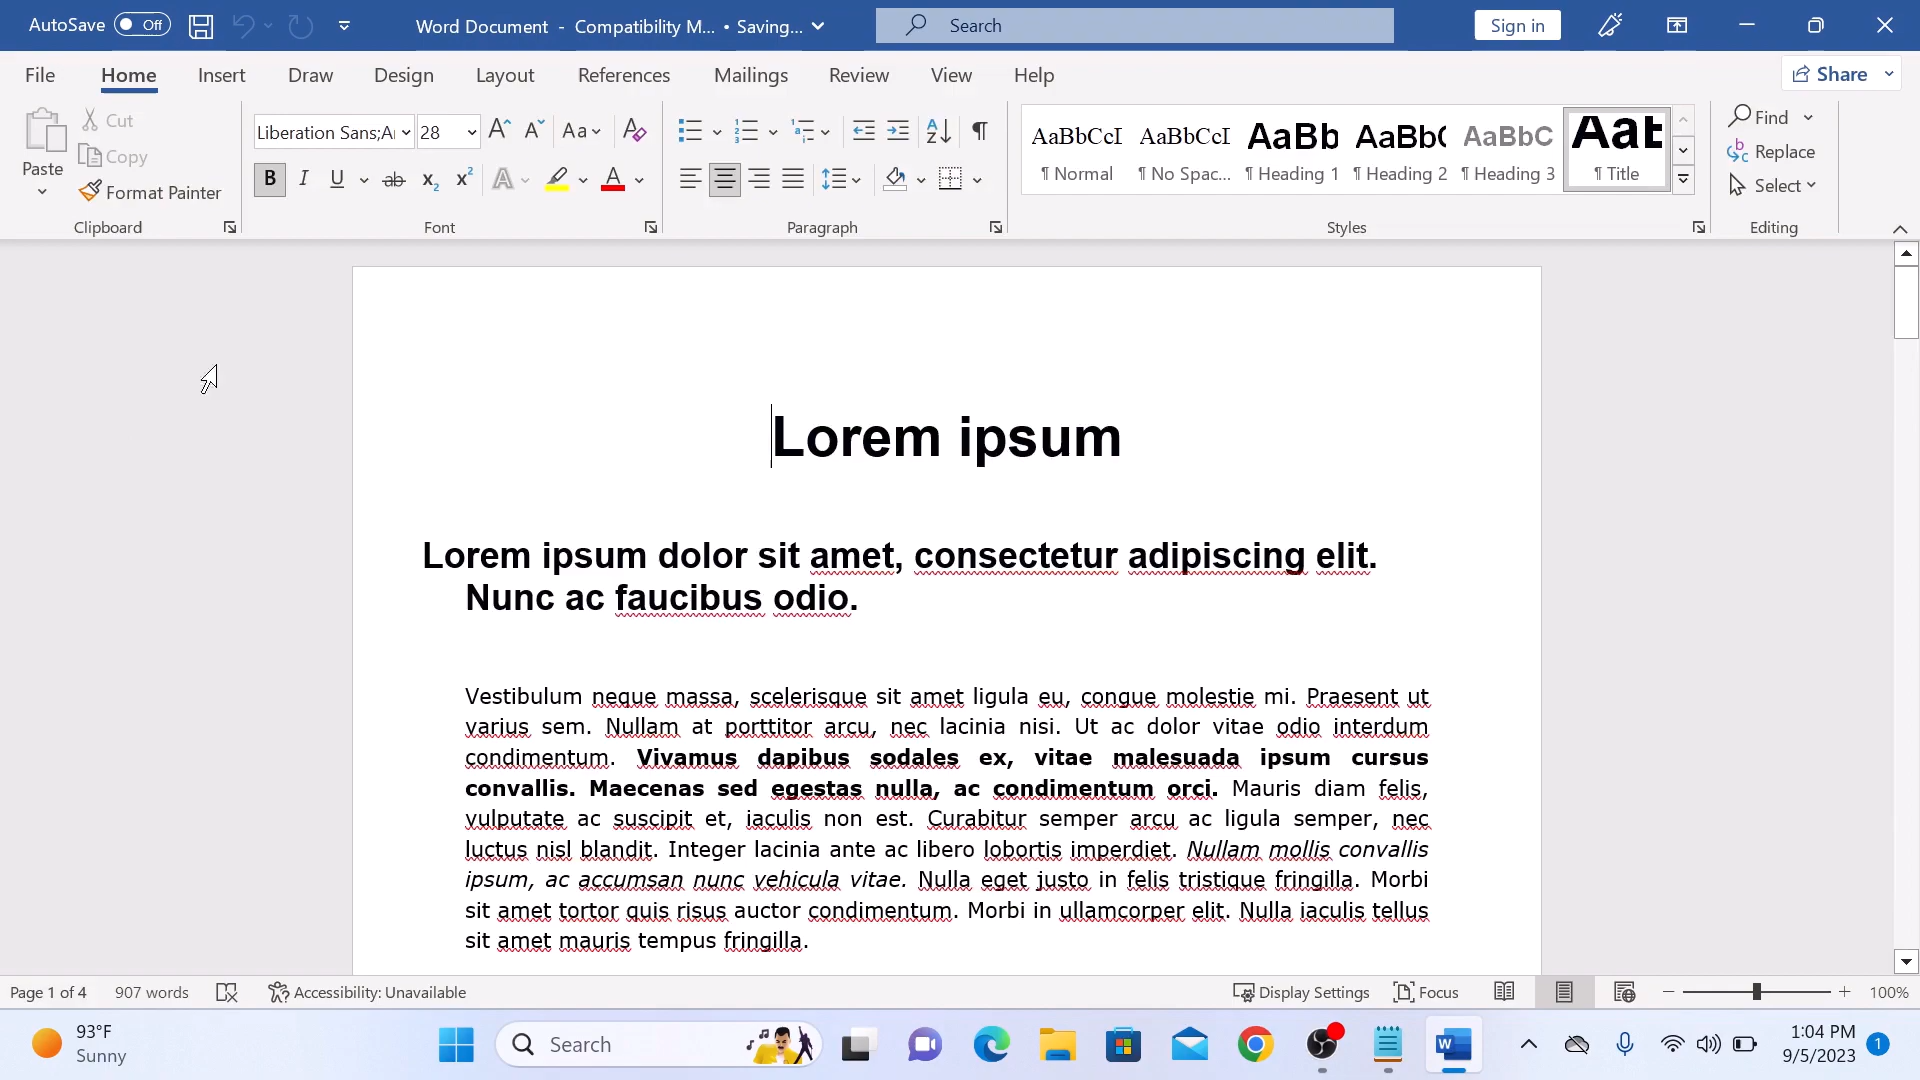 AutoSave Off Word Document - Compatibility M... • Saving... Search Sign in
File Home Insert Draw Design Layout References Mailings Review View Help Share
Paste Cut Copy Format Painter Clipboard
Liberation Sans;A 28 Aa
B I U ab x₂ x² A A
Font
Paragraph
AaBbCcI AaBbCcI AaBb AaBb( AaBbC Aab
¶ Normal ¶ No Spac... ¶ Heading 1 ¶ Heading 2 ¶ Heading 3 ¶ Title
Styles
Find
Replace
Select
Editing
Lorem ipsum
Lorem ipsum dolor sit amet, consectetur adipiscing elit.
Nunc ac faucibus odio.
Vestibulum neque massa, scelerisque sit amet ligula eu, congue molestie mi. Praesent ut
varius sem. Nullam at porttitor arcu, nec lacinia nisi. Ut ac dolor vitae odio interdum
condimentum. Vivamus dapibus sodales ex, vitae malesuada ipsum cursus
convallis. Maecenas sed egestas nulla, ac condimentum orci. Mauris diam felis,
vulputate ac suscipit et, iaculis non est. Curabitur semper arcu ac ligula semper, nec
luctus nisl blandit. Integer lacinia ante ac libero lobortis imperdiet. Nullam mollis convallis
ipsum, ac accumsan nunc vehicula vitae. Nulla eget justo in felis tristique fringilla. Morbi
sit amet tortor quis risus auctor condimentum. Morbi in ullamcorper elit. Nulla iaculis tellus
sit amet mauris tempus fringilla.
Page 1 of 4 907 words Accessibility: Unavailable Display Settings Focus 100%
93°F
Sunny
Search
1:04 PM
9/5/2023
1